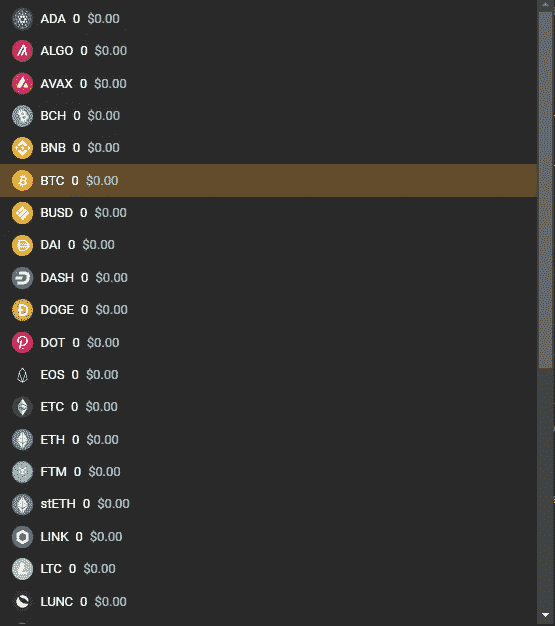 ADA 0 $0.00
ALGO 0 $0.00
AVAX 0 $0.00
BCH 0 $0.00
BNB 0 $0.00
BTC 0 $0.00
BUSD 0 $0.00
DAI 0 $0.00
DASH 0 $0.00
DOGE 0 $0.00
DOT 0 $0.00
EOS 0 $0.00
ETC 0 $0.00
ETH 0 $0.00
FTM 0 $0.00
stETH 0 $0.00
LINK 0 $0.00
LTC 0 $0.00
LUNC 0 $0.00